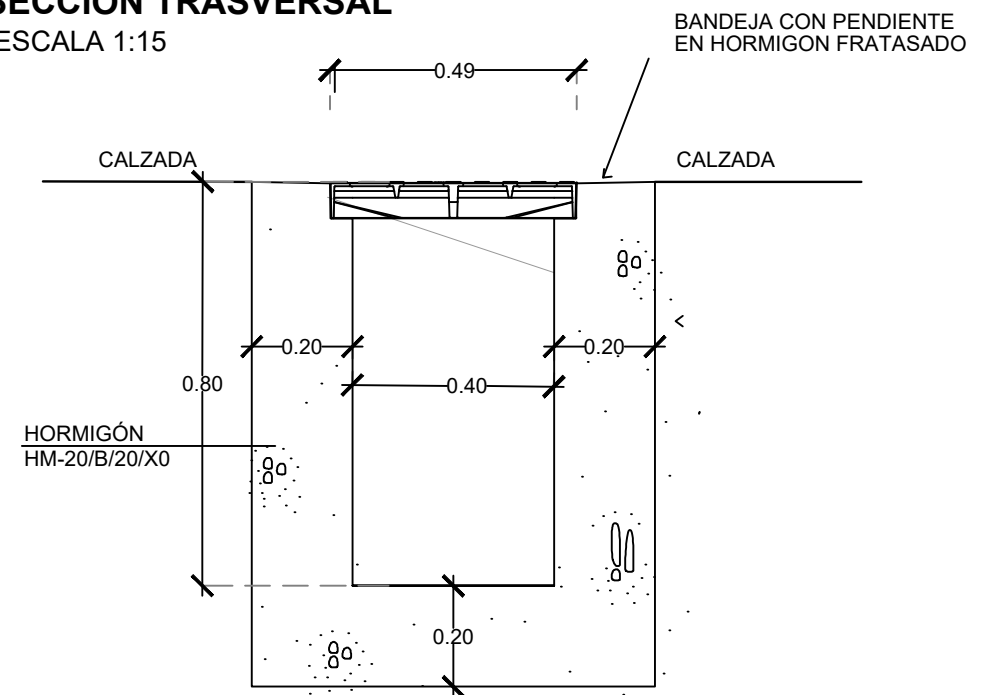 SECCIÓN TRASVERSAL
ESCALA 1:15
BANDEJA CON PENDIENTE
EN HORMIGON FRATASADO
0.49
CALZADA
CALZADA
0.20
0.20
0.80
0.40
HORMIGÓN
HM-20/B/20/X0
0.20